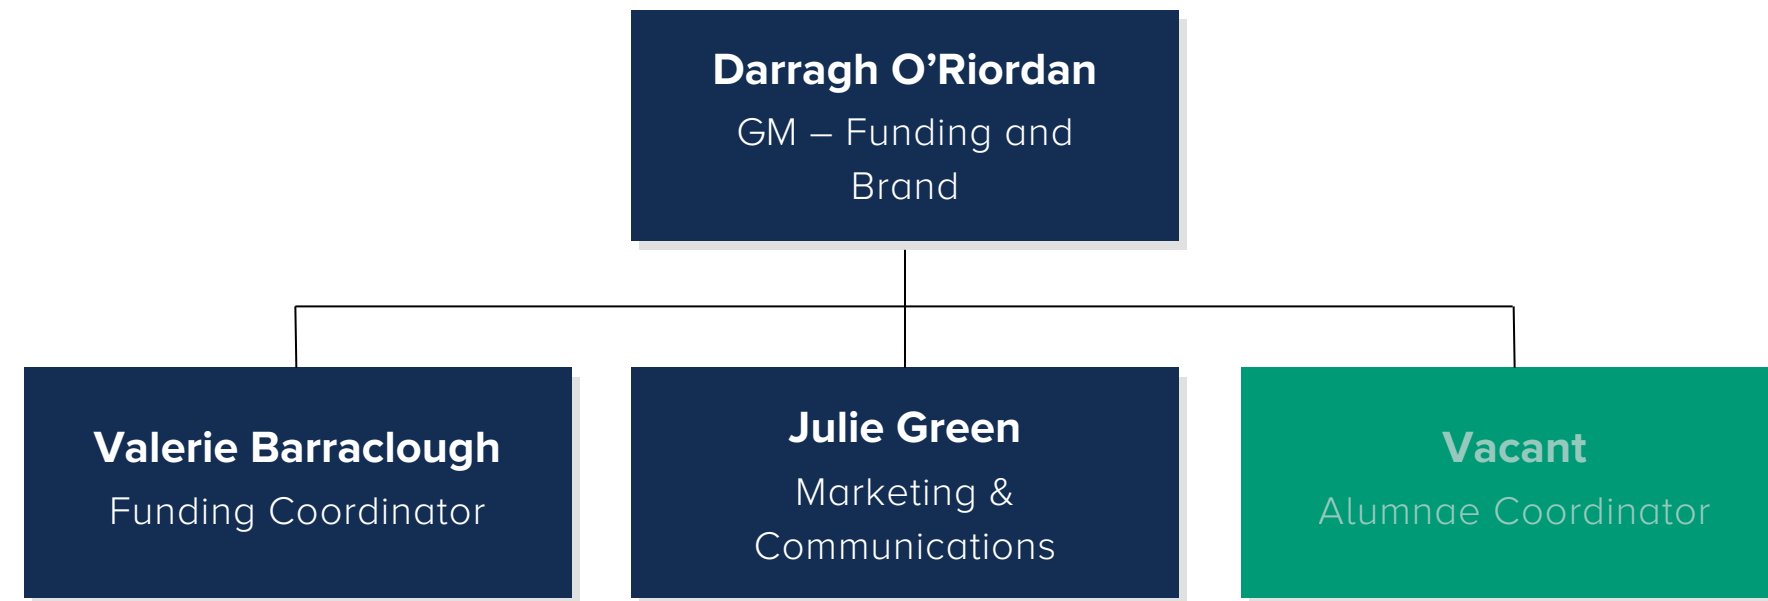 Darragh O’Riordan
GM – Funding and
Brand
Valerie Barraclough
Funding Coordinator
Julie Green
Marketing &
Communications
Vacant
Alumnae Coordinator